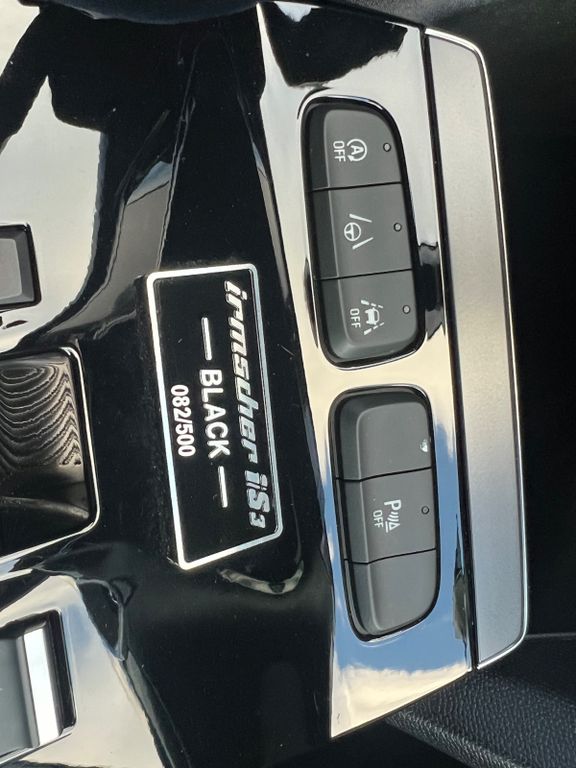 irmscher iS3
BLACK
082/500
A
OFF
OFF
P
OFF